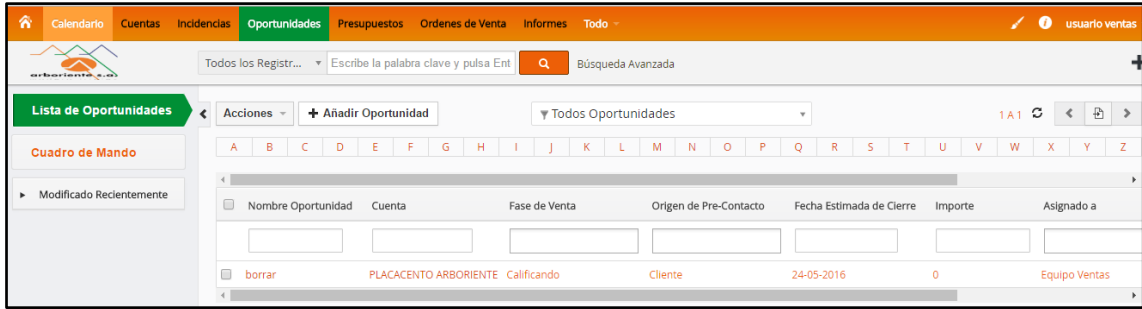 Calendario Cuentas Incidencias Oportunidades Presupuestos Ordenes de Venta Informes Todo usuario ventas
arboriente s.a.
Todos los Registr... Escribe la palabra clave y pulsa Ent Búsqueda Avanzada
Lista de Oportunidades
Acciones + Añadir Oportunidad Todos Oportunidades 1 A 1
Cuadro de Mando
A B C D E F G H I J K L M N O P Q R S T U V W X Y Z
Modificado Recientemente
Nombre Oportunidad Cuenta Fase de Venta Origen de Pre-Contacto Fecha Estimada de Cierre Importe Asignado a
borrar PLACACENTO ARBORIENTE Calificando Cliente 24-05-2016 0 Equipo Ventas